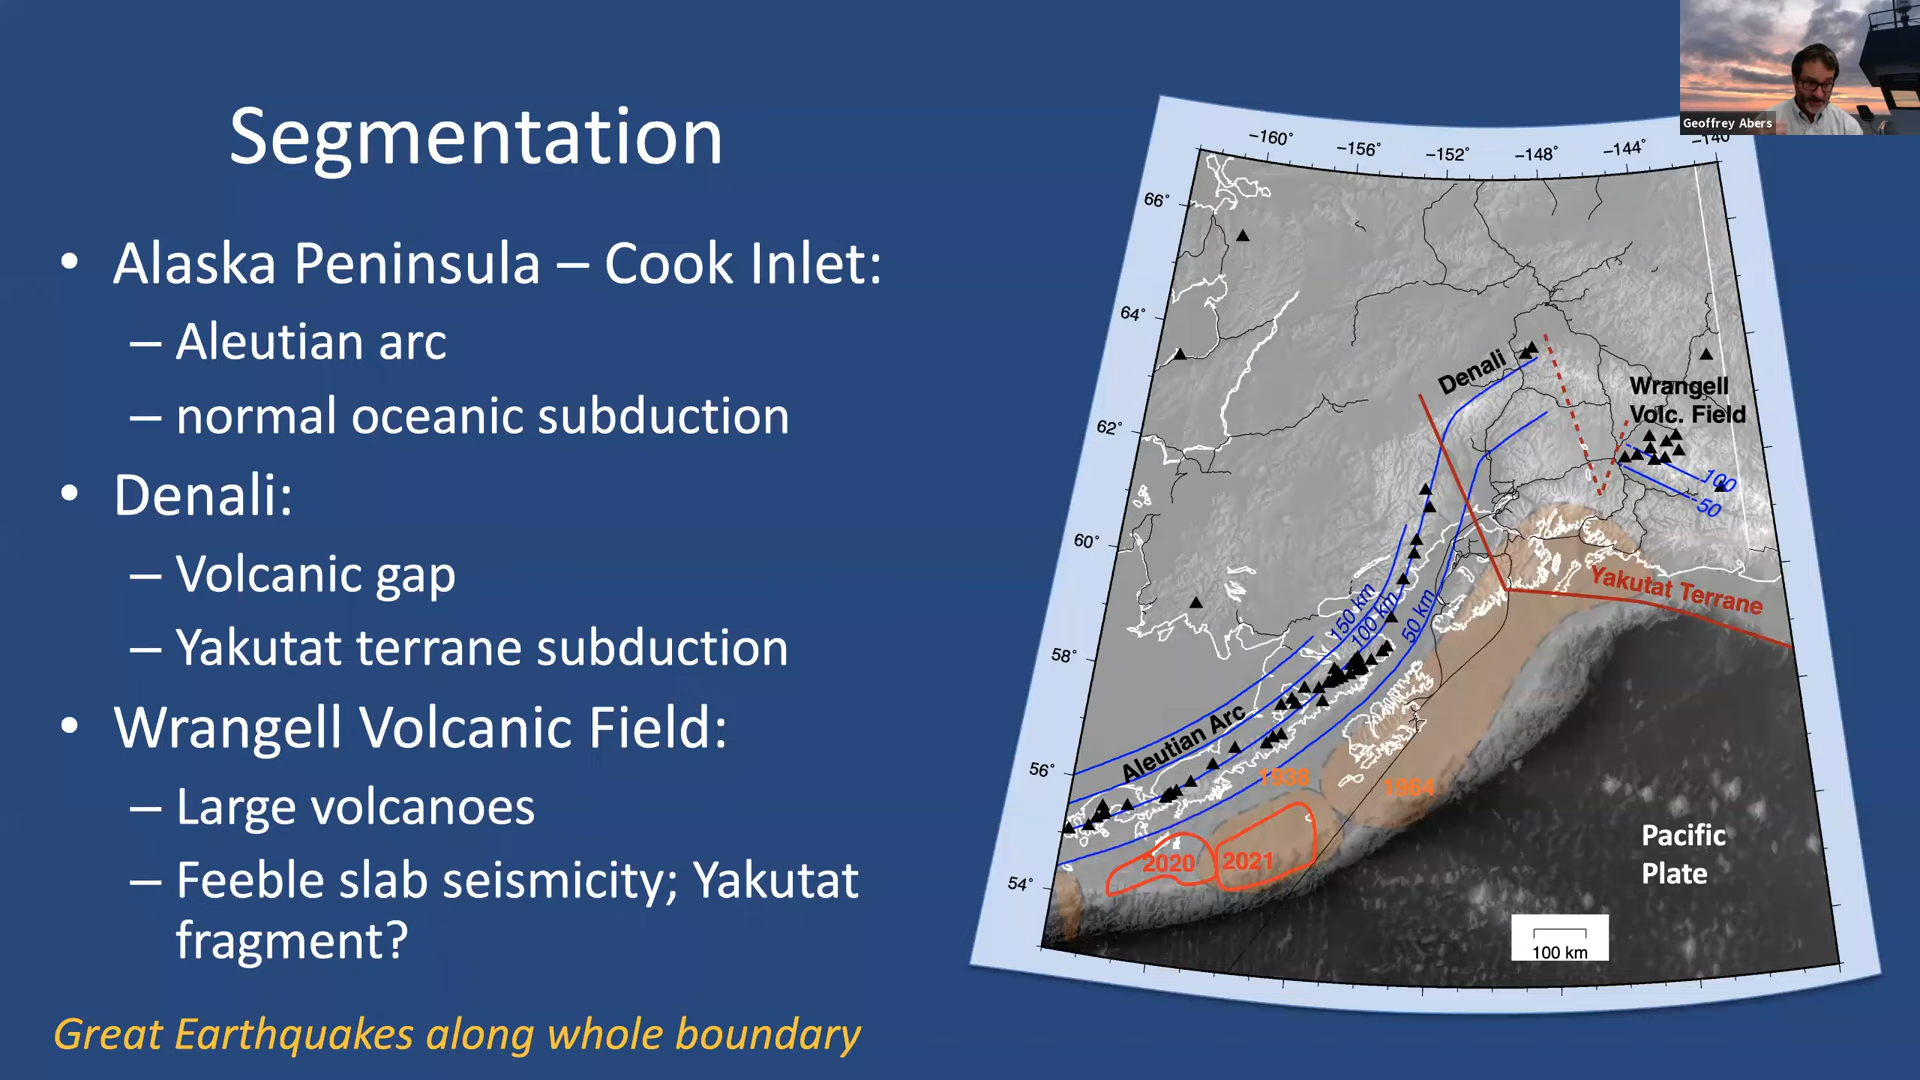 Segmentation
• Alaska Peninsula – Cook Inlet:
– Aleutian arc
– normal oceanic subduction
• Denali:
– Volcanic gap
– Yakutat terrane subduction
• Wrangell Volcanic Field:
– Large volcanoes
– Feeble slab seismicity; Yakutat
fragment?
Great Earthquakes along whole boundary
Geoffrey Abers
−160°
−156°
−152°
−148°
−144°
−140°
66°
64°
62°
60°
58°
56°
54°
Denali
Wrangell
Volc. Field
100
50
Yakutat Terrane
150 km
100 km
50 km
Aleutian Arc
1938
1964
2020
2021
Pacific
Plate
100 km